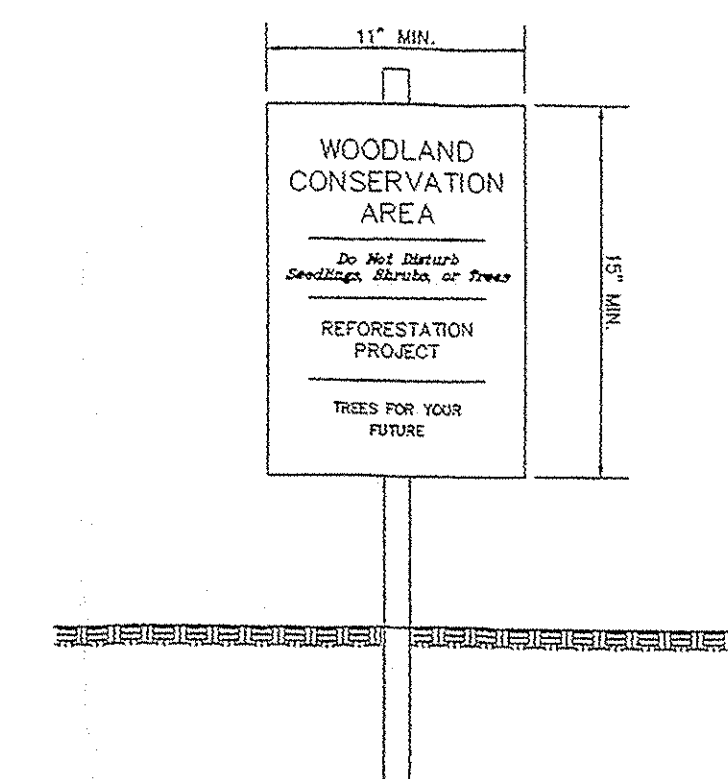 11" MIN.
WOODLAND
CONSERVATION
AREA
Do Not Disturb
Seedlings, Shrubs, or Trees
REFORESTATION
PROJECT
TREES FOR YOUR
FUTURE
15" MIN.